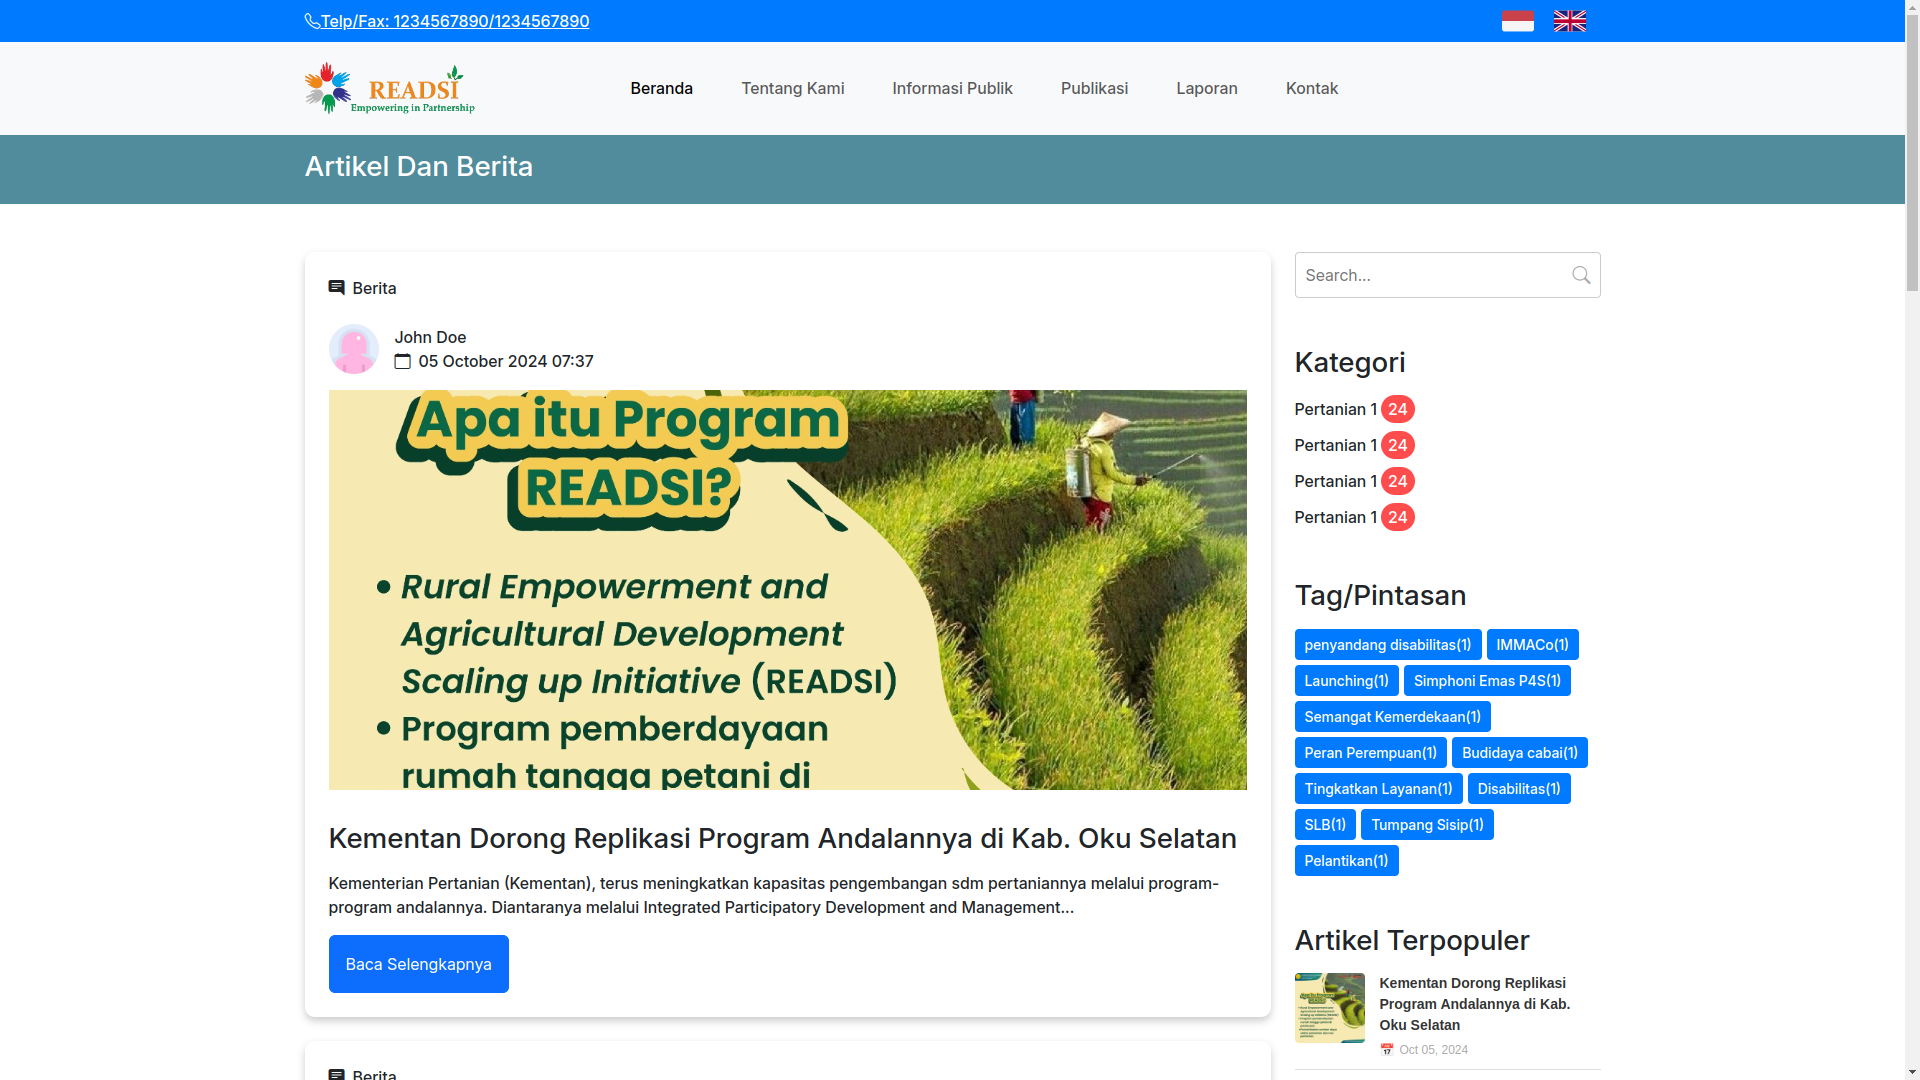 Telp/Fax: 1234567890/1234567890
READSI
Empowering in Partnership
Beranda
Tentang Kami
Informasi Publik
Publikasi
Laporan
Kontak
Artikel Dan Berita
Berita
John Doe
05 October 2024 07:37
Apa itu Program
READSI?
• Rural Empowerment and
Agricultural Development
Scaling up Initiative (READSI)
• Program pemberdayaan
rumah tangga petani di
Kementan Dorong Replikasi Program Andalannya di Kab. Oku Selatan
Kementerian Pertanian (Kementan), terus meningkatkan kapasitas pengembangan sdm pertaniannya melalui program-
program andalannya. Diantaranya melalui Integrated Participatory Development and Management...
Baca Selengkapnya
Berita
Search...
Kategori
Pertanian 1 24
Pertanian 1 24
Pertanian 1 24
Pertanian 1 24
Tag/Pintasan
penyandang disabilitas(1) IMMACo(1)
Launching(1) Simphoni Emas P4S(1)
Semangat Kemerdekaan(1)
Peran Perempuan(1) Budidaya cabai(1)
Tingkatkan Layanan(1) Disabilitas(1)
SLB(1) Tumpang Sisip(1)
Pelantikan(1)
Artikel Terpopuler
Kementan Dorong Replikasi
Program Andalannya di Kab.
Oku Selatan
Oct 05, 2024